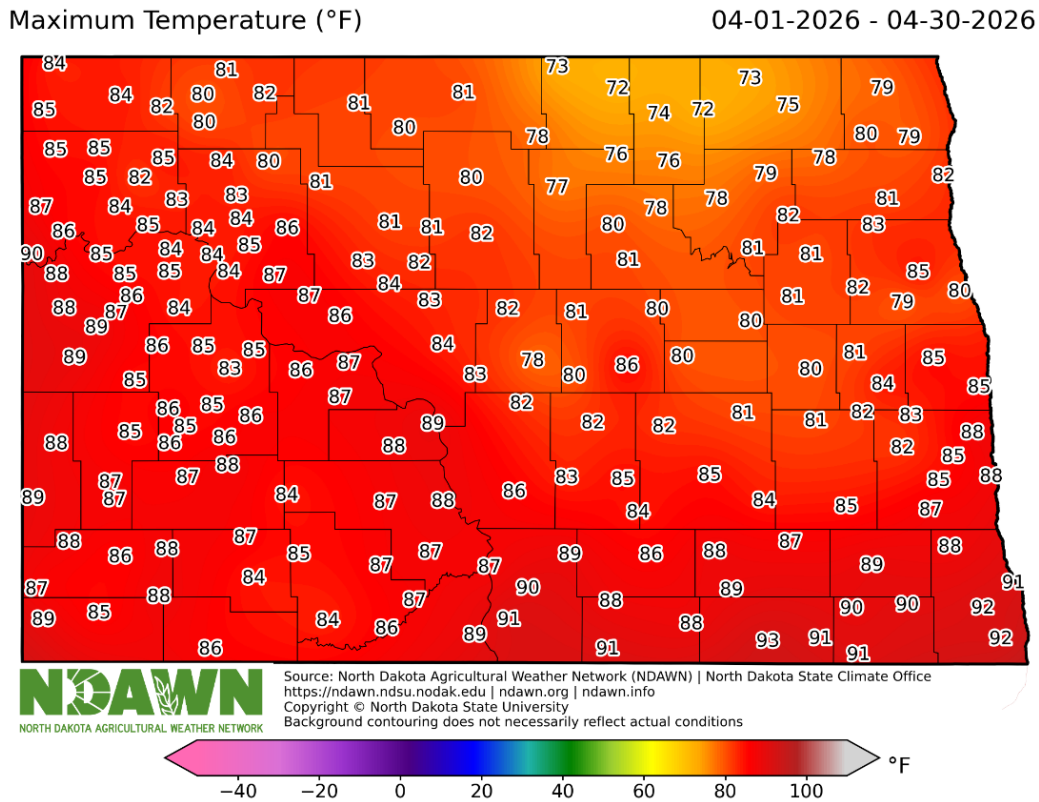 Maximum Temperature (°F) 04-01-2026 - 04-30-2026
84 81 73 72 73 79
85 84 82 80 82 81 81 74 72 75
80 80 78 80 79
85 85 85 84 80 76 76 78
85 82 81 80 77 79 82
87 84 83 83 78 78 81
86 85 84 84 86 81 81 82 80 82 83
90 85 84 84 85 83 82 81 81 81
88 85 85 84 87 84 85
88 86 87 84 87 83 82 81 80 81 82 79 80
89 86 80
89 86 85 85 84 78 86 80 81 85
85 83 86 87 83 80 80 84 85
86 85 86 87 82 81 82 83
88 85 85 86 86 89 88 82 82 81 82 88
87 87 88 83 85 85 85 85 88
89 87 84 87 88 86 84 84 85 87
88 86 88 87 85 87 87 89 86 88 87 88
87 84 87 90 89 89 91
89 85 88 84 87 86 89 91 88 88 90 90 92
86 91 93 91 91 92
NDAWN
NORTH DAKOTA AGRICULTURAL WEATHER NETWORK
Source: North Dakota Agricultural Weather Network (NDAWN) | North Dakota State Climate Office
https://ndawn.ndsu.nodak.edu | ndawn.org | ndawn.info
Copyright © North Dakota State University
Background contouring does not necessarily reflect actual conditions
°F
−40 −20 0 20 40 60 80 100